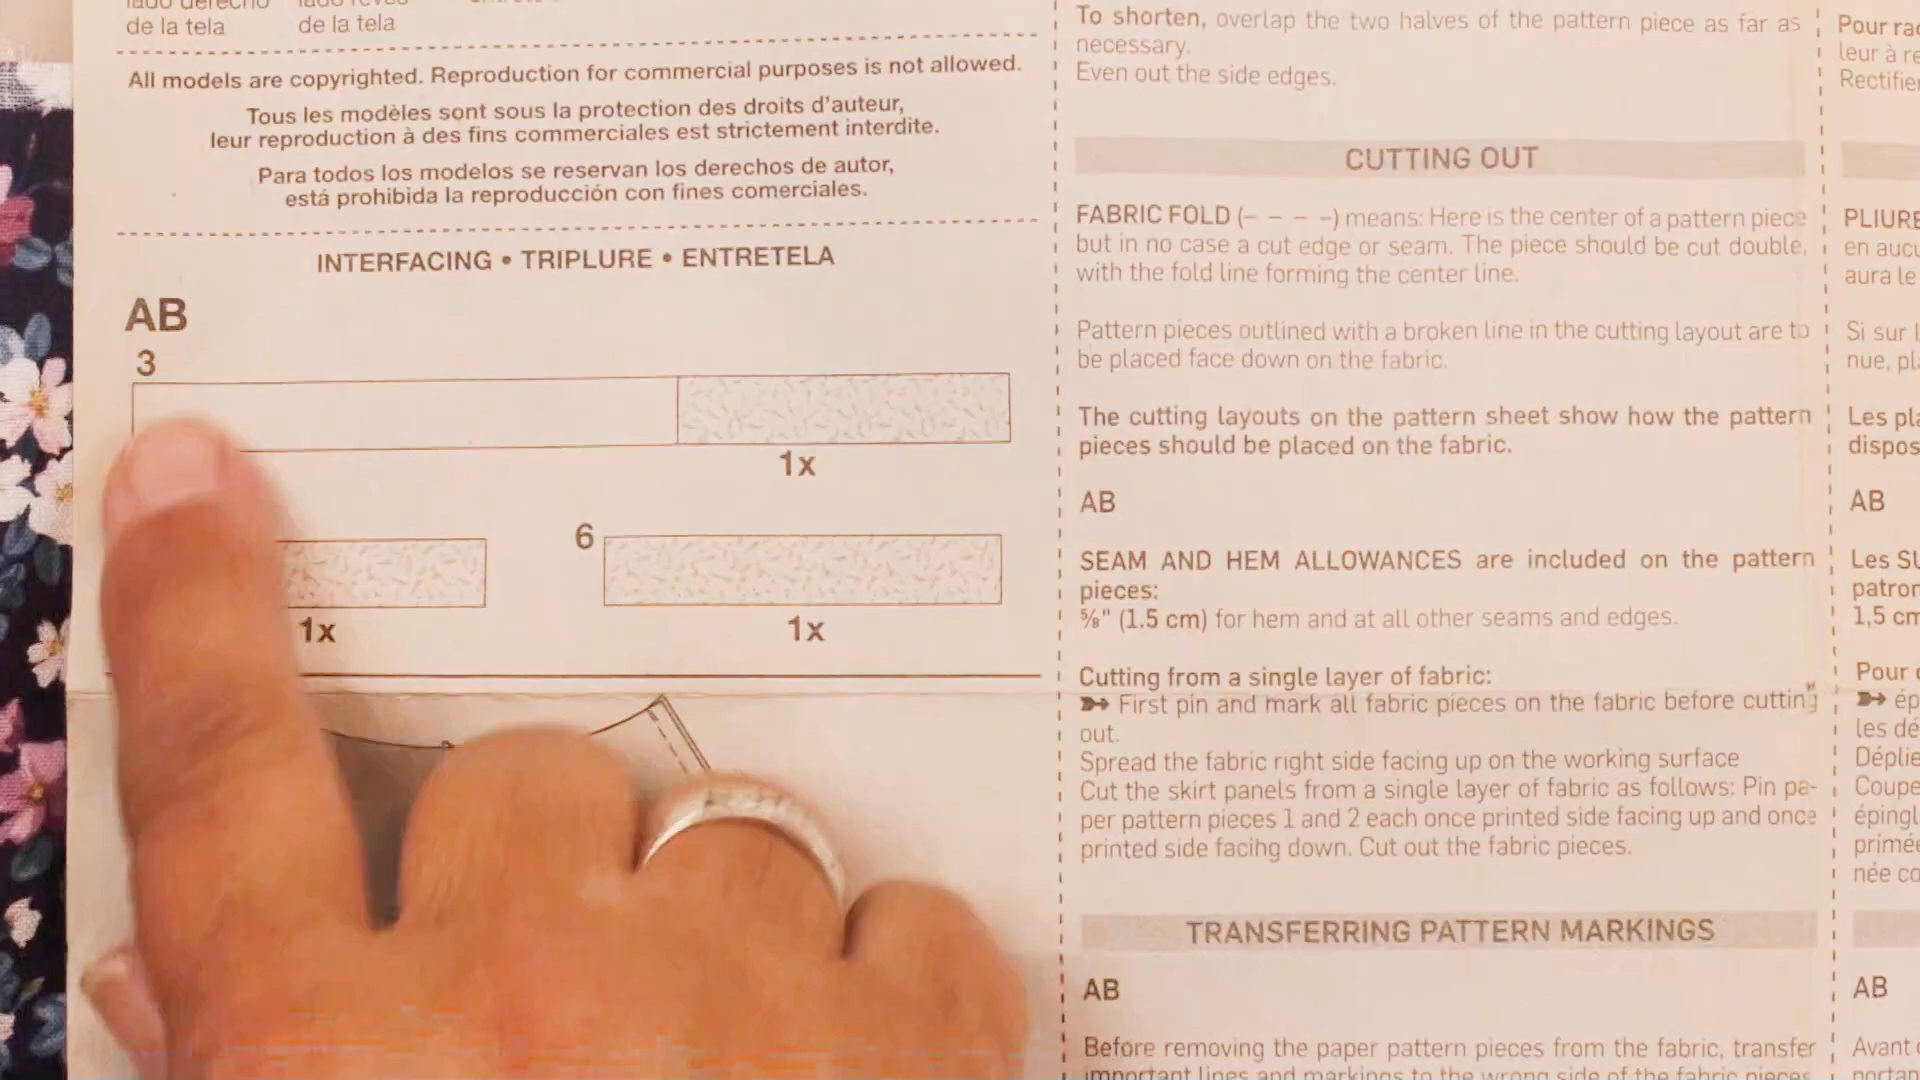 de la tela
de la tela
All models are copyrighted. Reproduction for commercial purposes is not allowed.
Tous les modèles sont sous la protection des droits d'auteur,
leur reproduction à des fins commerciales est strictement interdite.
Para todos los modelos se reservan los derechos de autor,
está prohibida la reproducción con fines comerciales.
INTERFACING • TRIPLURE • ENTRETELA
AB
3
1x
6
1x
1x
To shorten, overlap the two halves of the pattern piece as far as
necessary.
Even out the side edges.
CUTTING OUT
FABRIC FOLD (– – – –) means: Here is the center of a pattern piece
but in no case a cut edge or seam. The piece should be cut double,
with the fold line forming the center line.
Pattern pieces outlined with a broken line in the cutting layout are to
be placed face down on the fabric.
The cutting layouts on the pattern sheet show how the pattern
pieces should be placed on the fabric.
AB
SEAM AND HEM ALLOWANCES are included on the pattern
pieces:
⅝" (1.5 cm) for hem and at all other seams and edges.
Cutting from a single layer of fabric:
➳ First pin and mark all fabric pieces on the fabric before cutting
out.
Spread the fabric right side facing up on the working surface
Cut the skirt panels from a single layer of fabric as follows: Pin pa-
per pattern pieces 1 and 2 each once printed side facing up and once
printed side facing down. Cut out the fabric pieces.
TRANSFERRING PATTERN MARKINGS
AB
Before removing the paper pattern pieces from the fabric, transfer
important lines and markings to the wrong side of the fabric pieces
Pour
leur à
PLIURE
en
aura le
Si sur
Les
AB
Les
1,5 cm
Pour
➳
les
AB
Avant